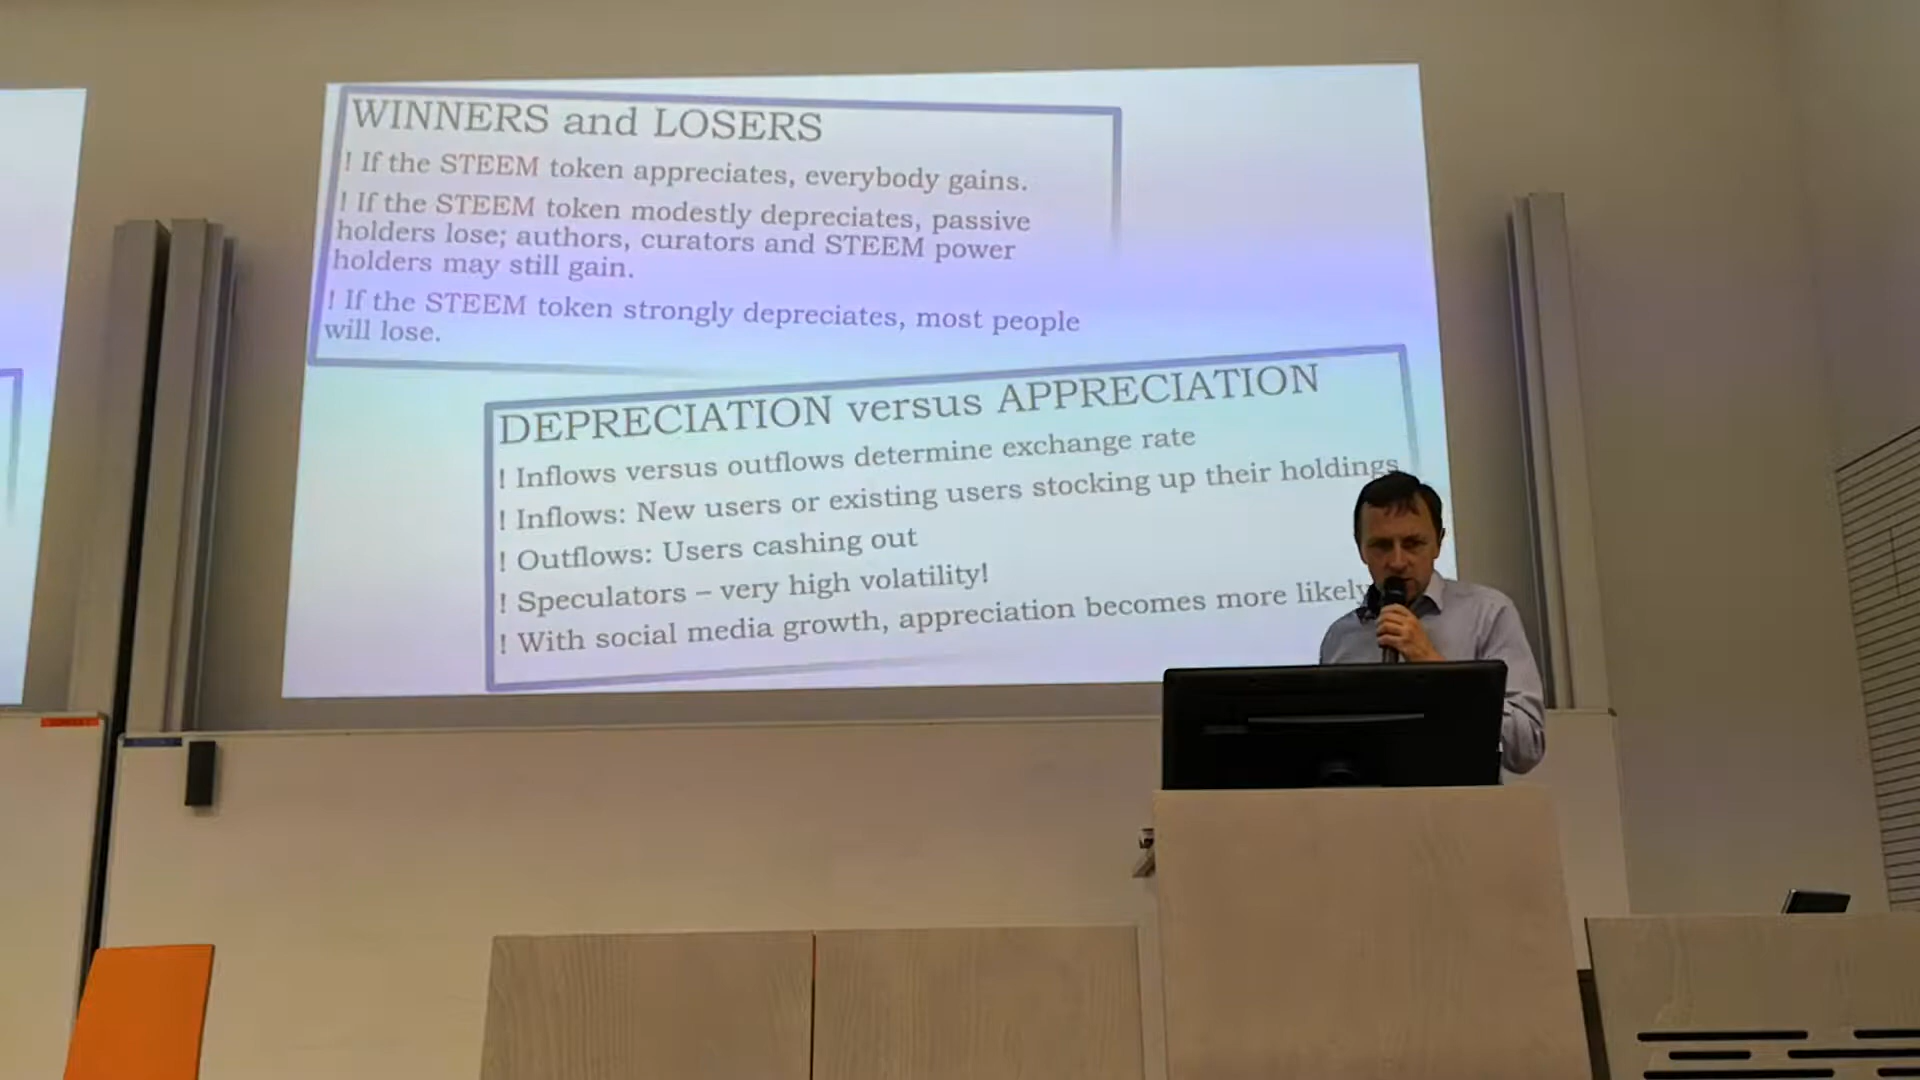 WINNERS and LOSERS
! If the STEEM token appreciates, everybody gains.
! If the STEEM token modestly depreciates, passive
holders lose; authors, curators and STEEM power
holders may still gain.
! If the STEEM token strongly depreciates, most people
will lose.
DEPRECIATION versus APPRECIATION
! Inflows versus outflows determine exchange rate
! Inflows: New users or existing users stocking up their holdings
! Outflows: Users cashing out
! Speculators – very high volatility!
! With social media growth, appreciation becomes more likely